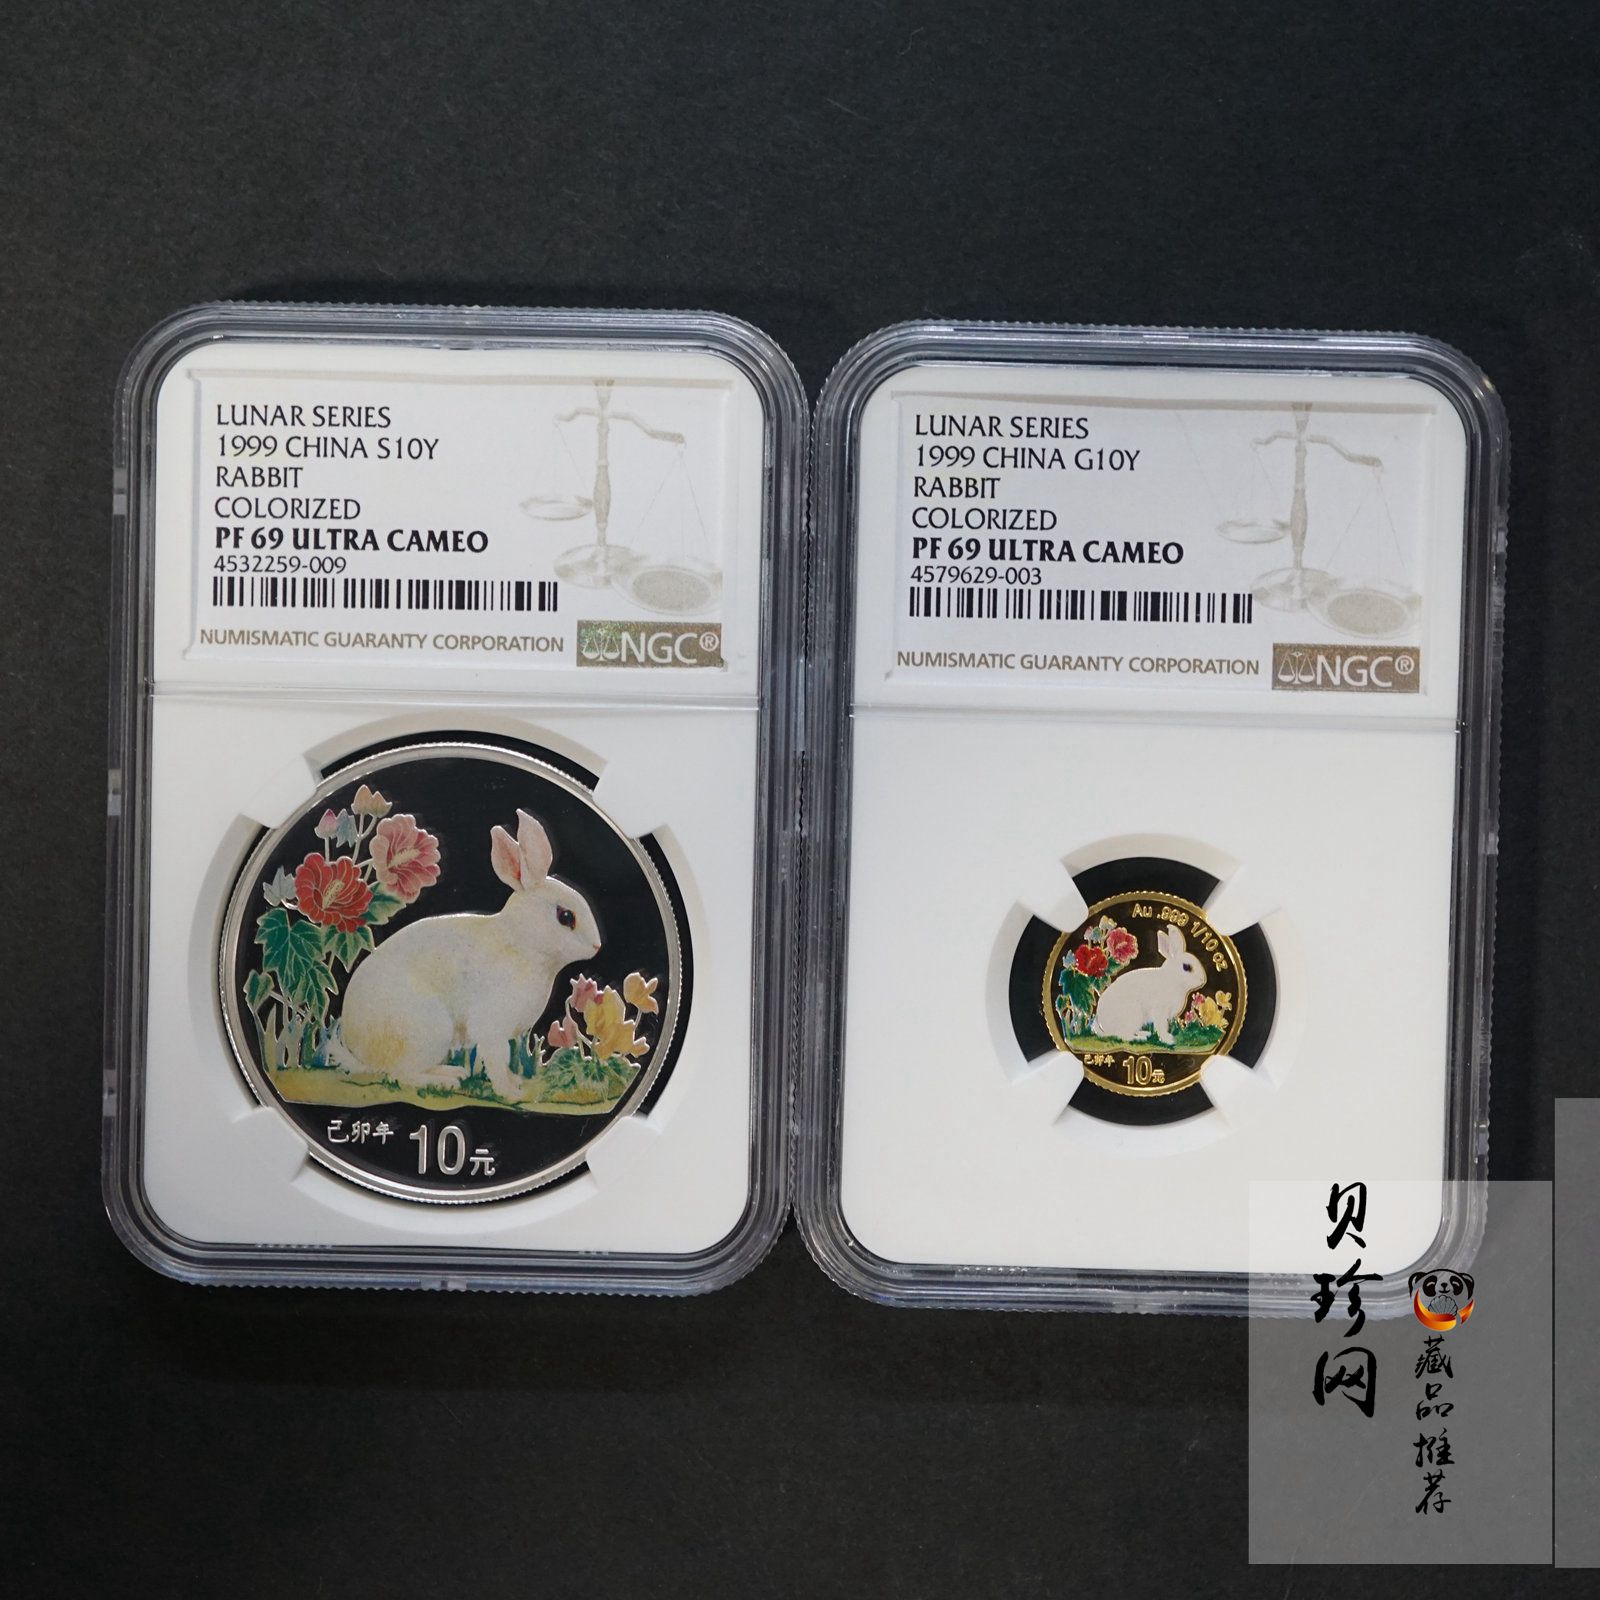 LUNAR SERIES
1999 CHINA S10Y
RABBIT
COLORIZED
PF 69 ULTRA CAMEO
4532259-009
NUMISMATIC GUARANTY CORPORATION
NGC®
己卯年 10元
LUNAR SERIES
1999 CHINA G10Y
RABBIT
COLORIZED
PF 69 ULTRA CAMEO
4579629-003
NUMISMATIC GUARANTY CORPORATION
NGC®
Au .999 1/10 oz
己卯年 10元
贝珍网
藏品推荐